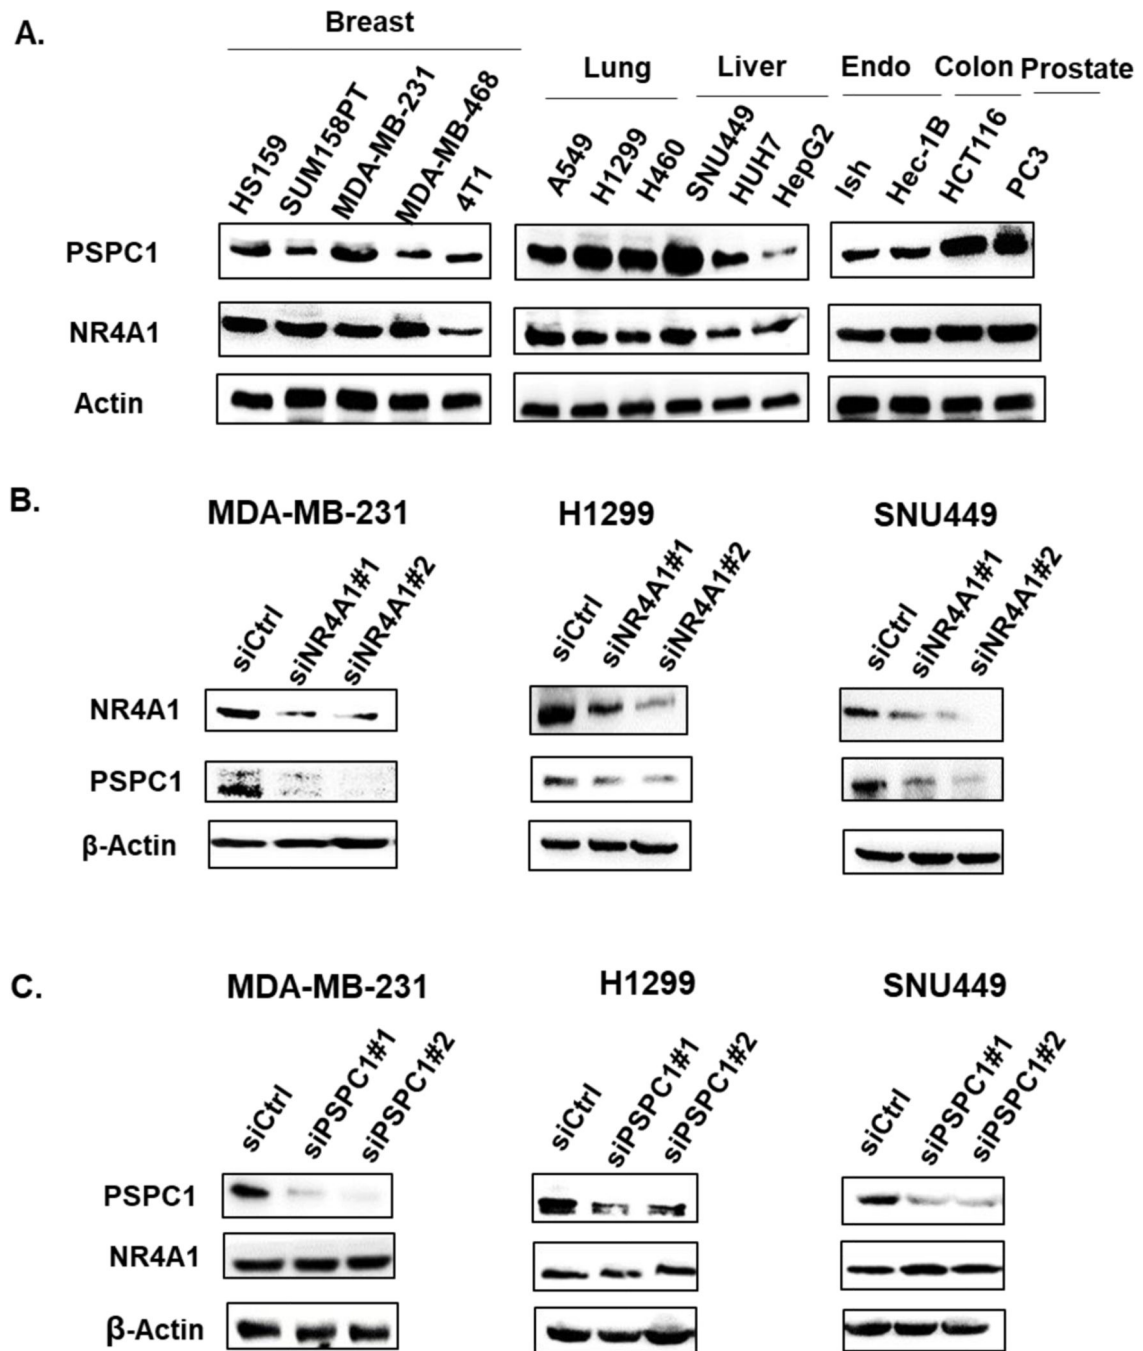 A.
Breast
Lung
Liver
Endo
Colon
Prostate
HS159
SUM158PT
MDA-MB-231
MDA-MB-468
4T1
A549
H1299
H460
SNU449
HUH7
HepG2
Ish
Hec-1B
HCT116
PC3
PSPC1
NR4A1
Actin
B.
MDA-MB-231
H1299
SNU449
siCtrl
siNR4A1#1
siNR4A1#2
siCtrl
siNR4A1#1
siNR4A1#2
siCtrl
siNR4A1#1
siNR4A1#2
NR4A1
PSPC1
β-Actin
C.
MDA-MB-231
H1299
SNU449
siCtrl
siPSPC1#1
siPSPC1#2
siCtrl
siPSPC1#1
siPSPC1#2
siCtrl
siPSPC1#1
siPSPC1#2
PSPC1
NR4A1
β-Actin